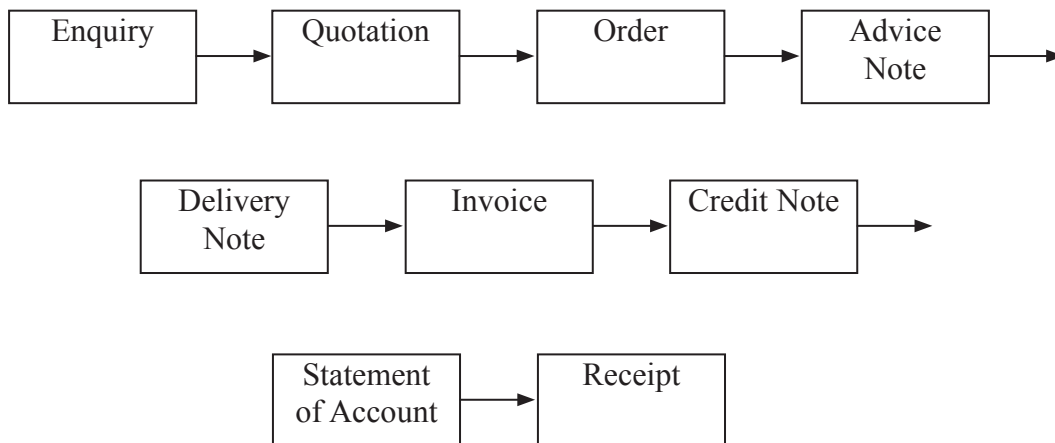 Enquiry
Quotation
Order
Advice
Note
Delivery
Note
Invoice
Credit Note
Statement
of Account
Receipt